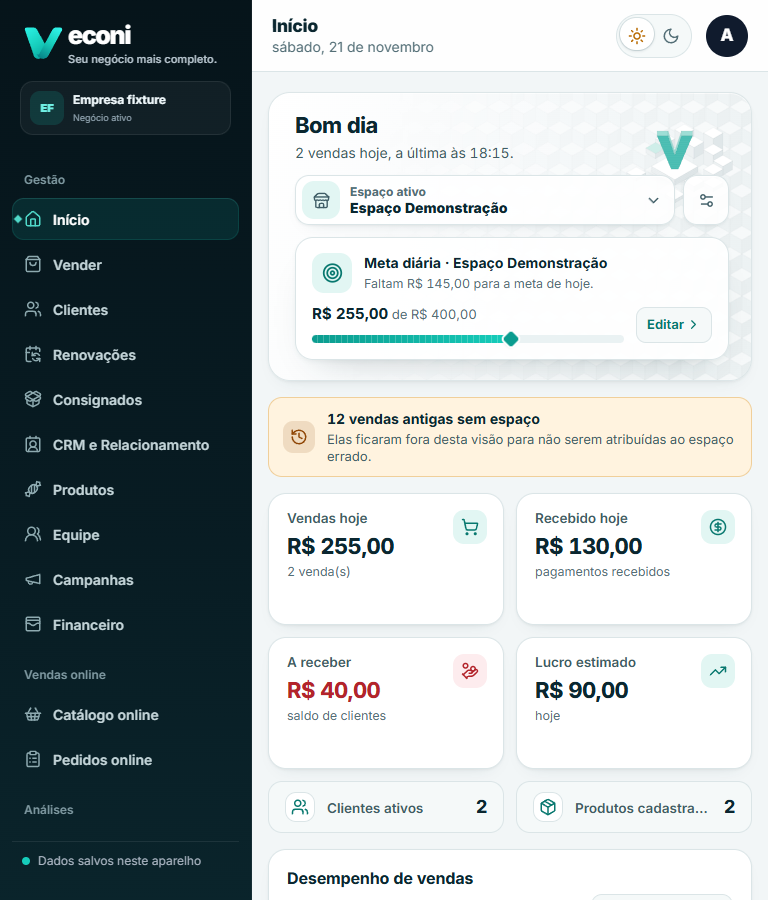 econi
Seu negócio mais completo.
EF
Empresa fixture
Negócio ativo
Gestão
Início
Vender
Clientes
Renovações
Consignados
CRM e Relacionamento
Produtos
Equipe
Campanhas
Financeiro
Vendas online
Catálogo online
Pedidos online
Análises
Dados salvos neste aparelho
Início
sábado, 21 de novembro
A
Bom dia
2 vendas hoje, a última às 18:15.
Espaço ativo
Espaço Demonstração
Meta diária · Espaço Demonstração
Faltam R$ 145,00 para a meta de hoje.
R$ 255,00 de R$ 400,00
Editar
12 vendas antigas sem espaço
Elas ficaram fora desta visão para não serem atribuídas ao espaço
errado.
Vendas hoje
R$ 255,00
2 venda(s)
Recebido hoje
R$ 130,00
pagamentos recebidos
A receber
R$ 40,00
saldo de clientes
Lucro estimado
R$ 90,00
hoje
Clientes ativos 2
Produtos cadastra... 2
Desempenho de vendas